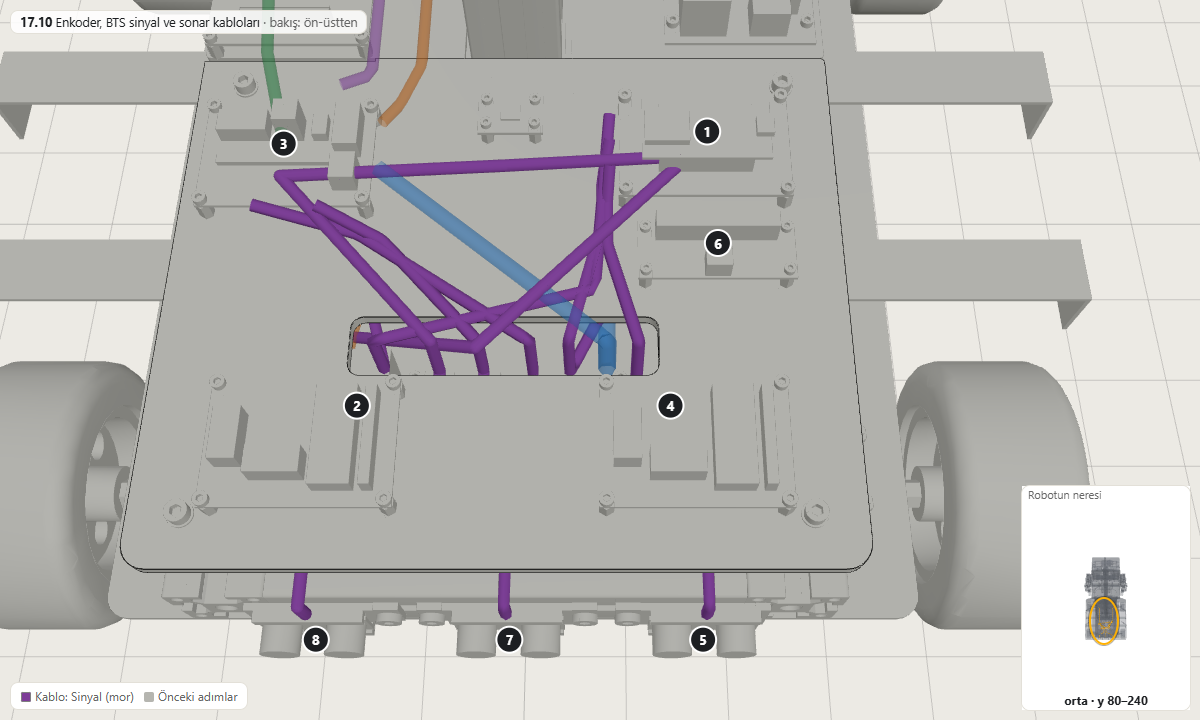 17.10 Enkoder, BTS sinyal ve sonar kabloları · bakış: ön-üstten
1
3
6
2
4
8
7
5
Robotun neresi
orta · y 80–240
Kablo: Sinyal (mor)
Önceki adımlar